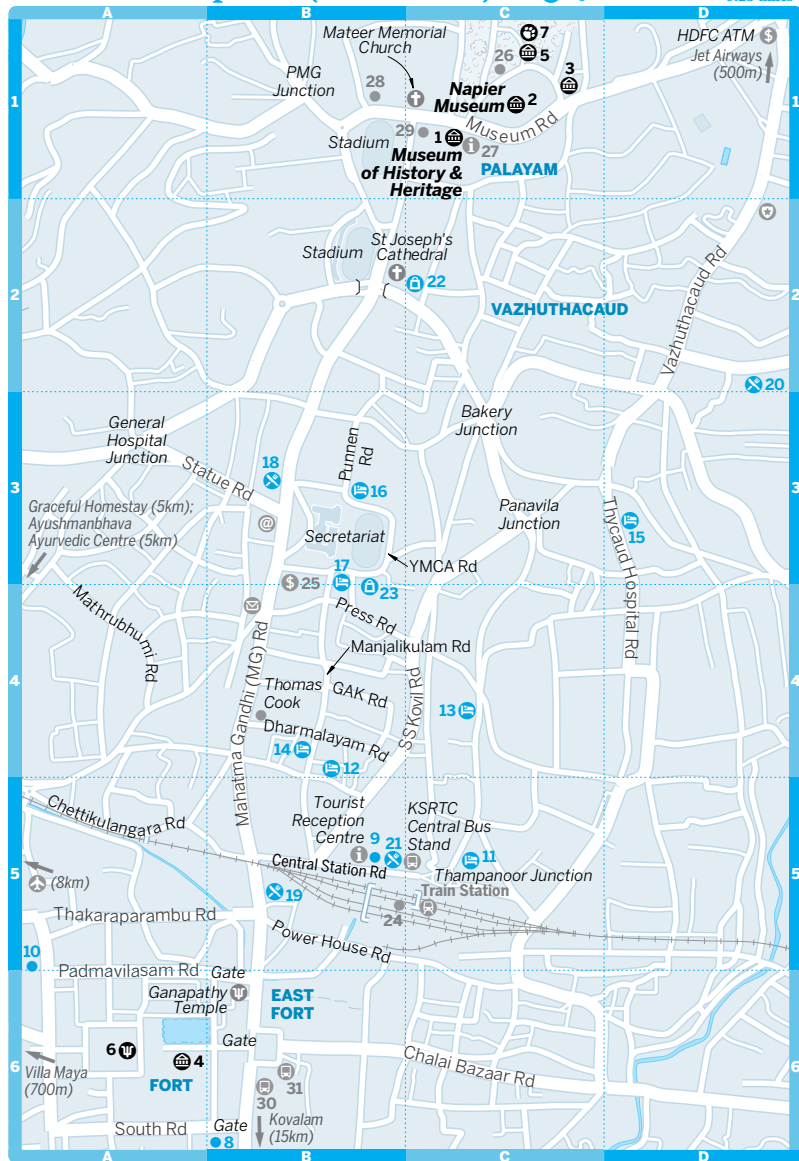 A
B
C
D
Mateer Memorial
Church
7
5
26
HDFC ATM
$
Jet Airways
(500m)
3
PMG
Junction
28
Napier
Museum
2
1
1
Museum Rd
Stadium
29
1
27
Museum
of History &
Heritage
PALAYAM
Stadium
St Joseph's
Cathedral
22
2
2
VAZHUTHACAUD
Vazhuthacaud Rd
20
General
Hospital
Junction
Bakery
Junction
Punnen
Rd
Statue Rd
18
16
3
3
Graceful Homestay (5km);
Ayushmanbhava
Ayurvedic Centre (5km)
@
Secretariat
Panavila
Junction
15
Thycaud Hospital Rd
YMCA Rd
17
$ 25
23
Mathrubhumi Rd
Press Rd
Manjalikulam Rd
4
4
Mahatma Gandhi (MG) Rd
Thomas
Cook
GAK Rd
SS Kovil Rd
13
Dharmalayam Rd
14
12
Chettikulangara Rd
Tourist
Reception
Centre
9
21
KSRTC
Central Bus
Stand
11
5
5
Central Station Rd
Thampanoor Junction
(8km)
19
Train Station
24
Thakaraparambu Rd
Power House Rd
10
Padmavilasam Rd
Gate
Ganapathy
Temple
EAST
FORT
Gate
6
4
6
6
Chalai Bazaar Rd
Villa Maya
(700m)
FORT
31
30
Kovalam
(15km)
South Rd
Gate
8
A
B
C
D